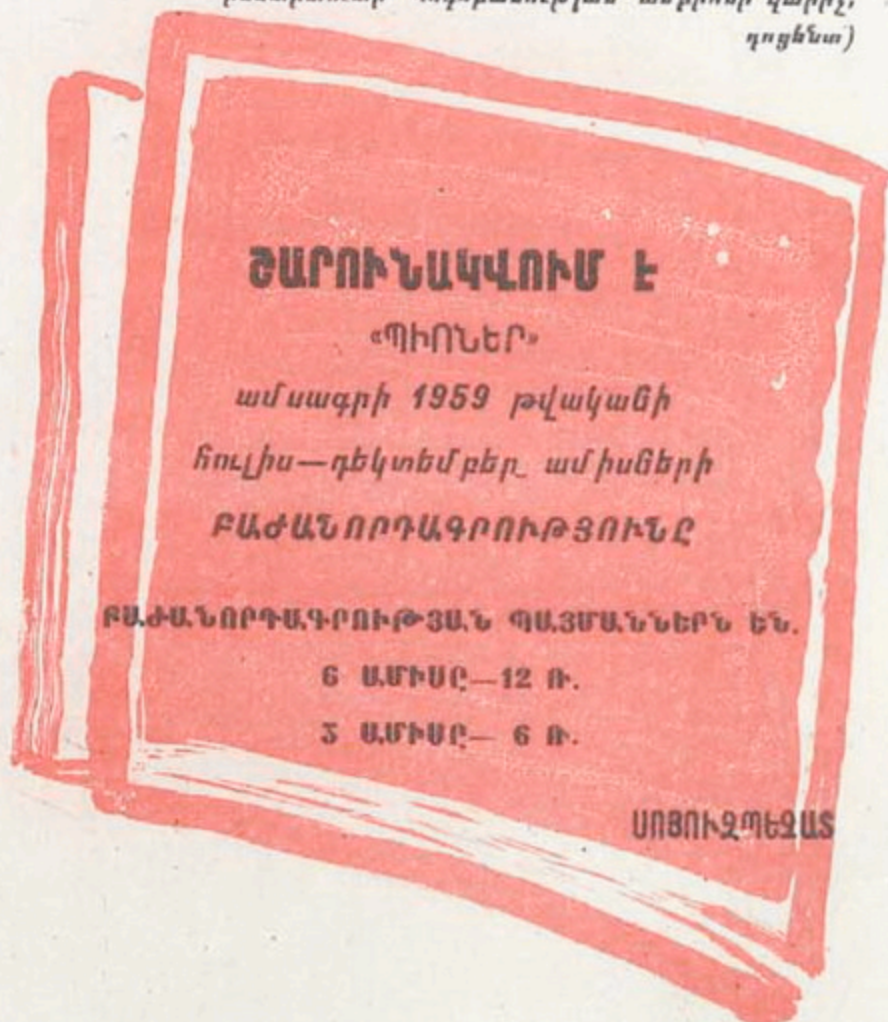 դոցենտ)
ՇԱՐՈՒՆԱԿՎՈՒՄ Է
«ՊԻՈՆԵՐ»
ամսագրի 1959 թվականի
հուլիս—դեկտեմբեր ամիսների
ԲԱԺԱՆՈՐԴԱԳՐՈՒԹՅՈՒՆԸ
ԲԱԺԱՆՈՐԴԱԳՐՈՒԹՅԱՆ ՊԱՅՄԱՆՆԵՐՆ ԵՆ.
6 ԱՄԻՍԸ—12 Ռ.
3 ԱՄԻՍԸ— 6 Ռ.
ՍՈՅՈՒԶՊԵՉԱՏ